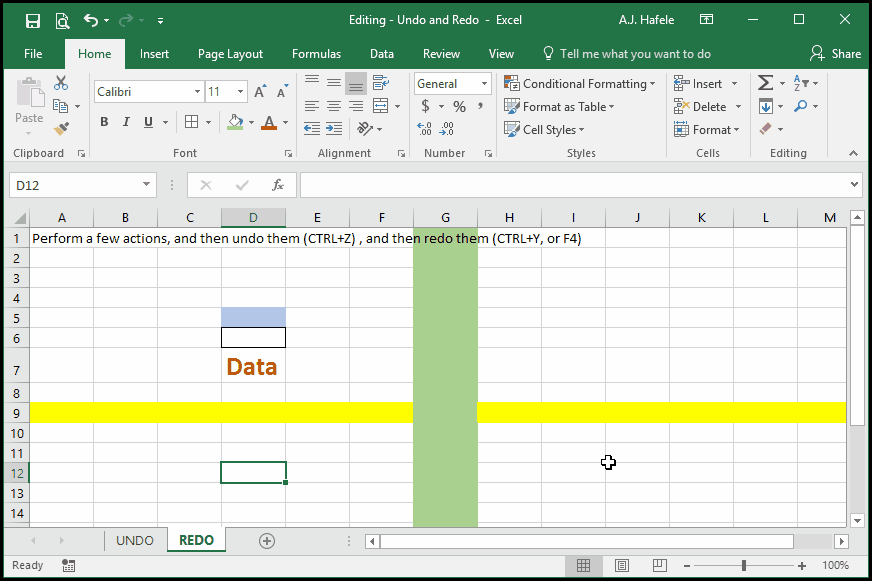 Editing - Undo and Redo - Excel
A.J. Hafele
File Home Insert Page Layout Formulas Data Review View Tell me what you want to do Share
Paste
Calibri 11
B I U A
General
$ % ,
Conditional Formatting
Format as Table
Cell Styles
Insert
Delete
Format
Clipboard Font Alignment Number Styles Cells Editing
D12 fx
A B C D E F G H I J K L M
1 Perform a few actions, and then undo them (CTRL+Z) , and then redo them (CTRL+Y, or F4)
2
3
4
5
6
7 Data
8
9
10
11
12
13
14
UNDO REDO
Ready 100%